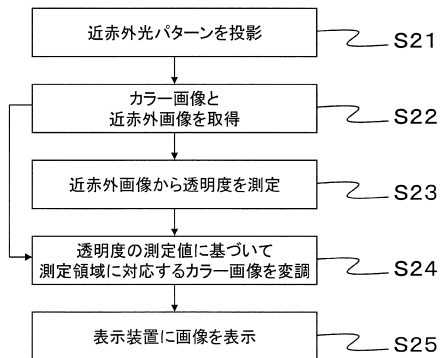 近赤外光パターンを投影
S21
カラー画像と
近赤外画像を取得
S22
近赤外画像から透明度を測定
S23
透明度の測定値に基づいて
測定領域に対応するカラー画像を変調
S24
表示装置に画像を表示
S25